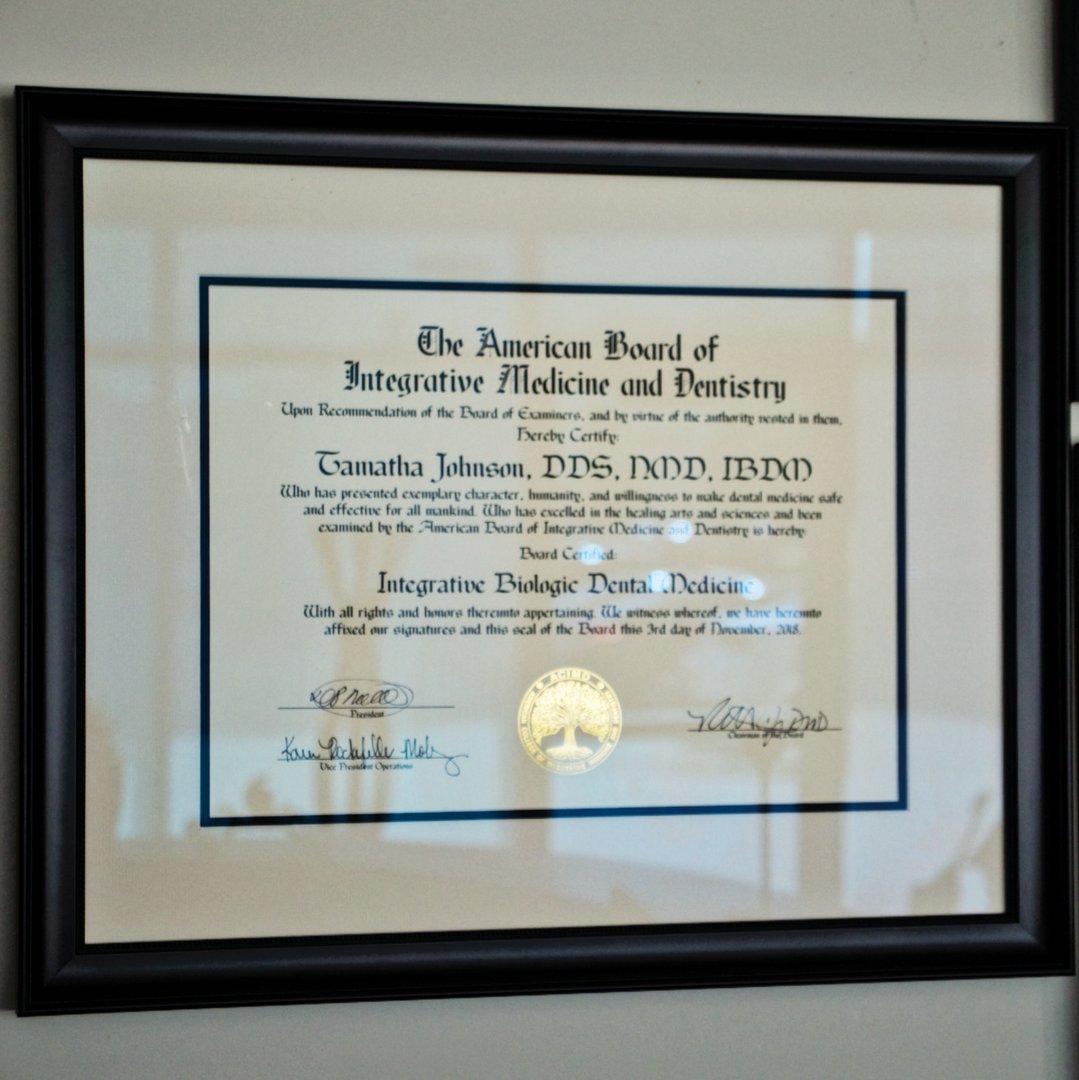 The American Board of
Integrative Medicine and Dentistry
Upon Recommendation of the Board of Examiners, and by virtue of the authority vested in them,
Hereby Certify:
Tamatha Johnson, DDS, NMD, IBDM
Who has presented exemplary character, humanity, and willingness to make dental medicine safe
and effective for all mankind. Who has excelled in the healing arts and sciences and been
examined by the American Board of Integrative Medicine and Dentistry is hereby:
Board Certified:
Integrative Biologic Dental Medicine
With all rights and honors thereunto appertaining. We witness whereof, we have hereunto
affixed our signatures and this seal of the Board this 3rd day of November, 2018.
President
Vice President Operations
Chairman of the Board